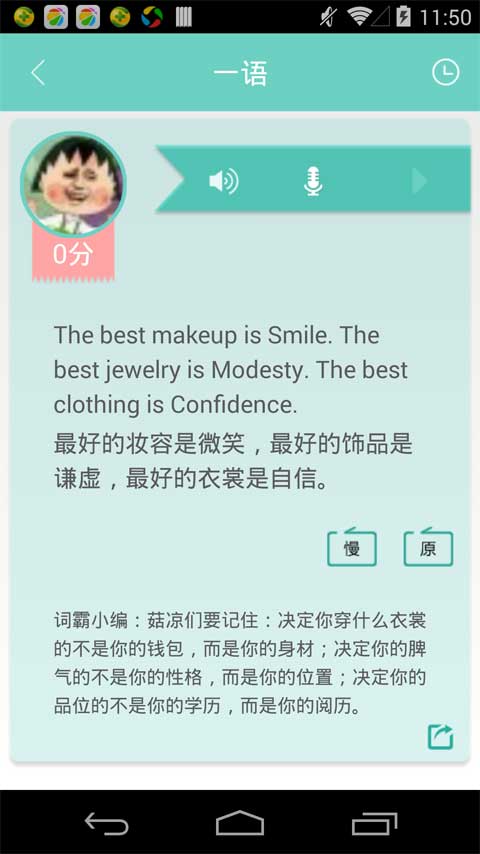 11:50
一语
0分
The best makeup is Smile. The
best jewelry is Modesty. The best
clothing is Confidence.
最好的妆容是微笑，最好的饰品是
谦虚，最好的衣裳是自信。
慢 原
词霸小编：菇凉们要记住：决定你穿什么衣裳
的不是你的钱包，而是你的身材；决定你的脾
气的不是你的性格，而是你的位置；决定你的
品位的不是你的学历，而是你的阅历。